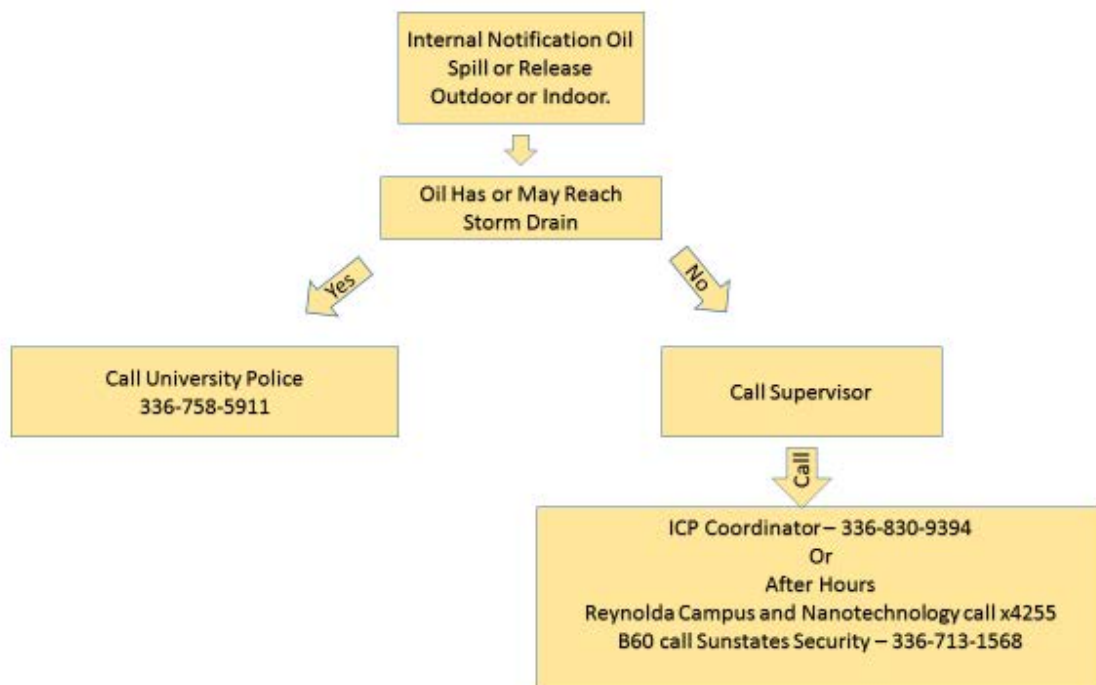 Internal Notification Oil
Spill or Release
Outdoor or Indoor.
Oil Has or May Reach
Storm Drain
Yes
No
Call University Police
336-758-5911
Call Supervisor
Call
ICP Coordinator – 336-830-9394
Or
After Hours
Reynolda Campus and Nanotechnology call x4255
B60 call Sunstates Security – 336-713-1568